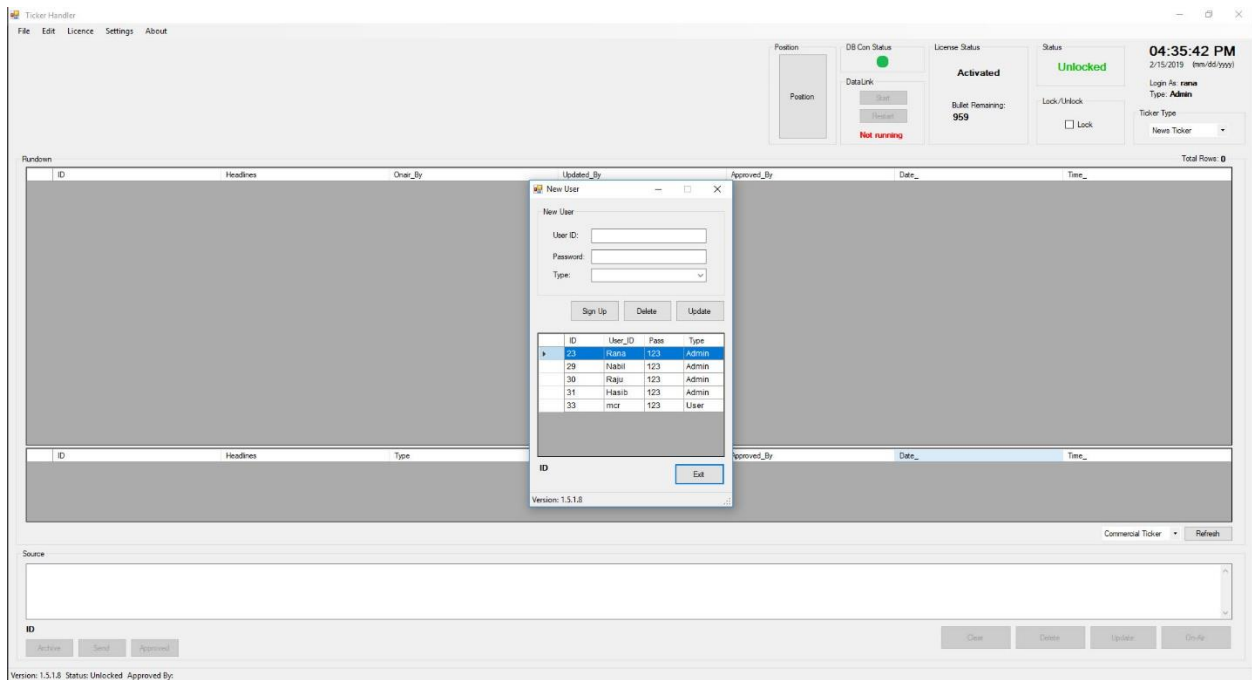 Ticker Handler
File Edit Licence Settings About
Position
Position
DB Con Status
DataLink
Start
Restart
Not running
License Status
Activated
Bullet Remaining:
959
Status
Unlocked
Lock/Unlock
Lock
04:35:42 PM
2/15/2019 (mm/dd/yyyy)
Login As: rana
Type: Admin
Ticker Type
News Ticker
Rundown
Total Rows: 0
ID Headlines Onair_By Updated_By Approved_By Date_ Time_
New User
New User
User ID:
Password:
Type:
Sign Up Delete Update
ID User_ID Pass Type
23 Rana 123 Admin
29 Nabil 123 Admin
30 Raju 123 Admin
31 Hasib 123 Admin
33 mcr 123 User
ID
Exit
Version: 1.5.1.8
ID Headlines Type Approved_By Date_ Time_
Commercial Ticker Refresh
Source
ID
Archive Send Approved
Clear Delete Update On-Air
Version: 1.5.1.8 Status: Unlocked Approved By: